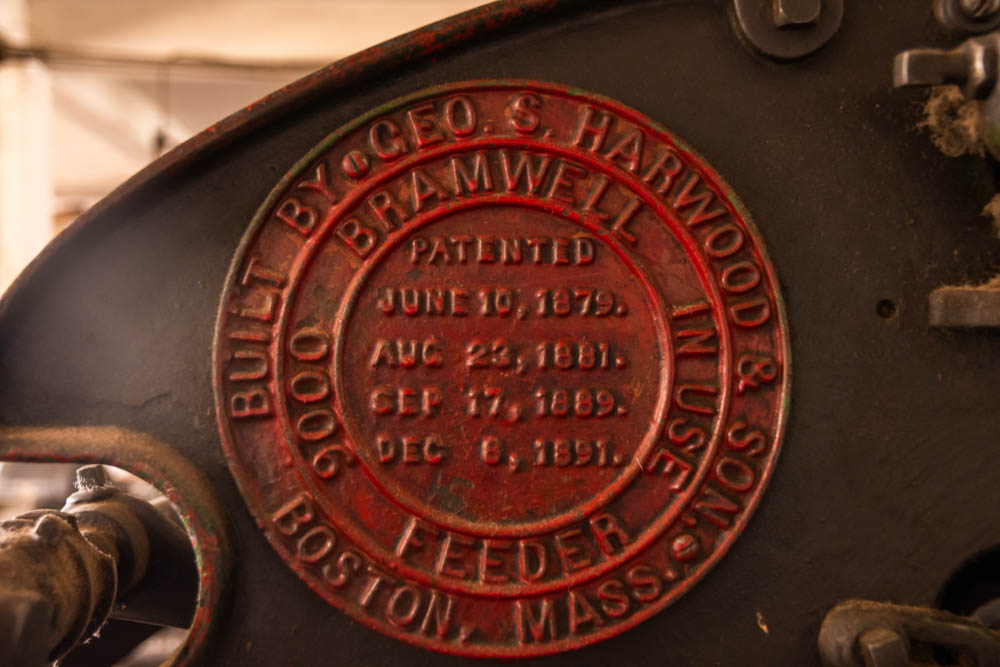 BUILT BY GEO. S. HARWOOD & SON.
BOSTON, MASS.
BRAMWELL
FEEDER
9000 IN USE
PATENTED
JUNE 10, 1879.
AUG 23, 1881.
SEP 17, 1889.
DEC 8, 1891.